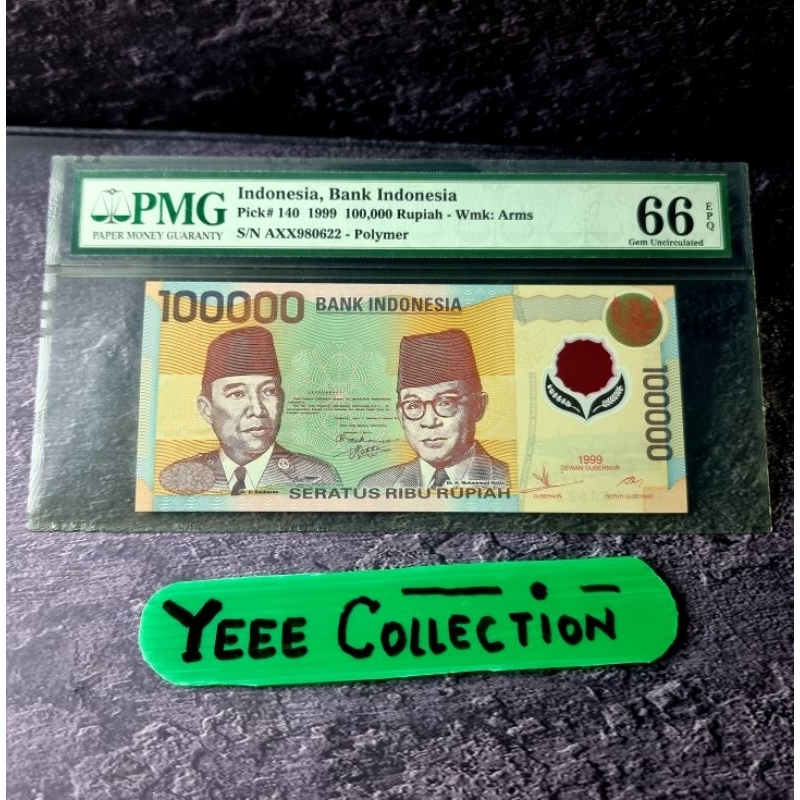 PMG
PAPER MONEY GUARANTY
Indonesia, Bank Indonesia
Pick# 140 1999 100,000 Rupiah - Wmk: Arms
S/N AXX980622 - Polymer
66
EPQ
Gem Uncirculated
100000 BANK INDONESIA
100000
1999
DEWAN GUBERNUR
GUBERNUR DEPUTI GUBERNUR
SERATUS RIBU RUPIAH
YEEE COLLECTION